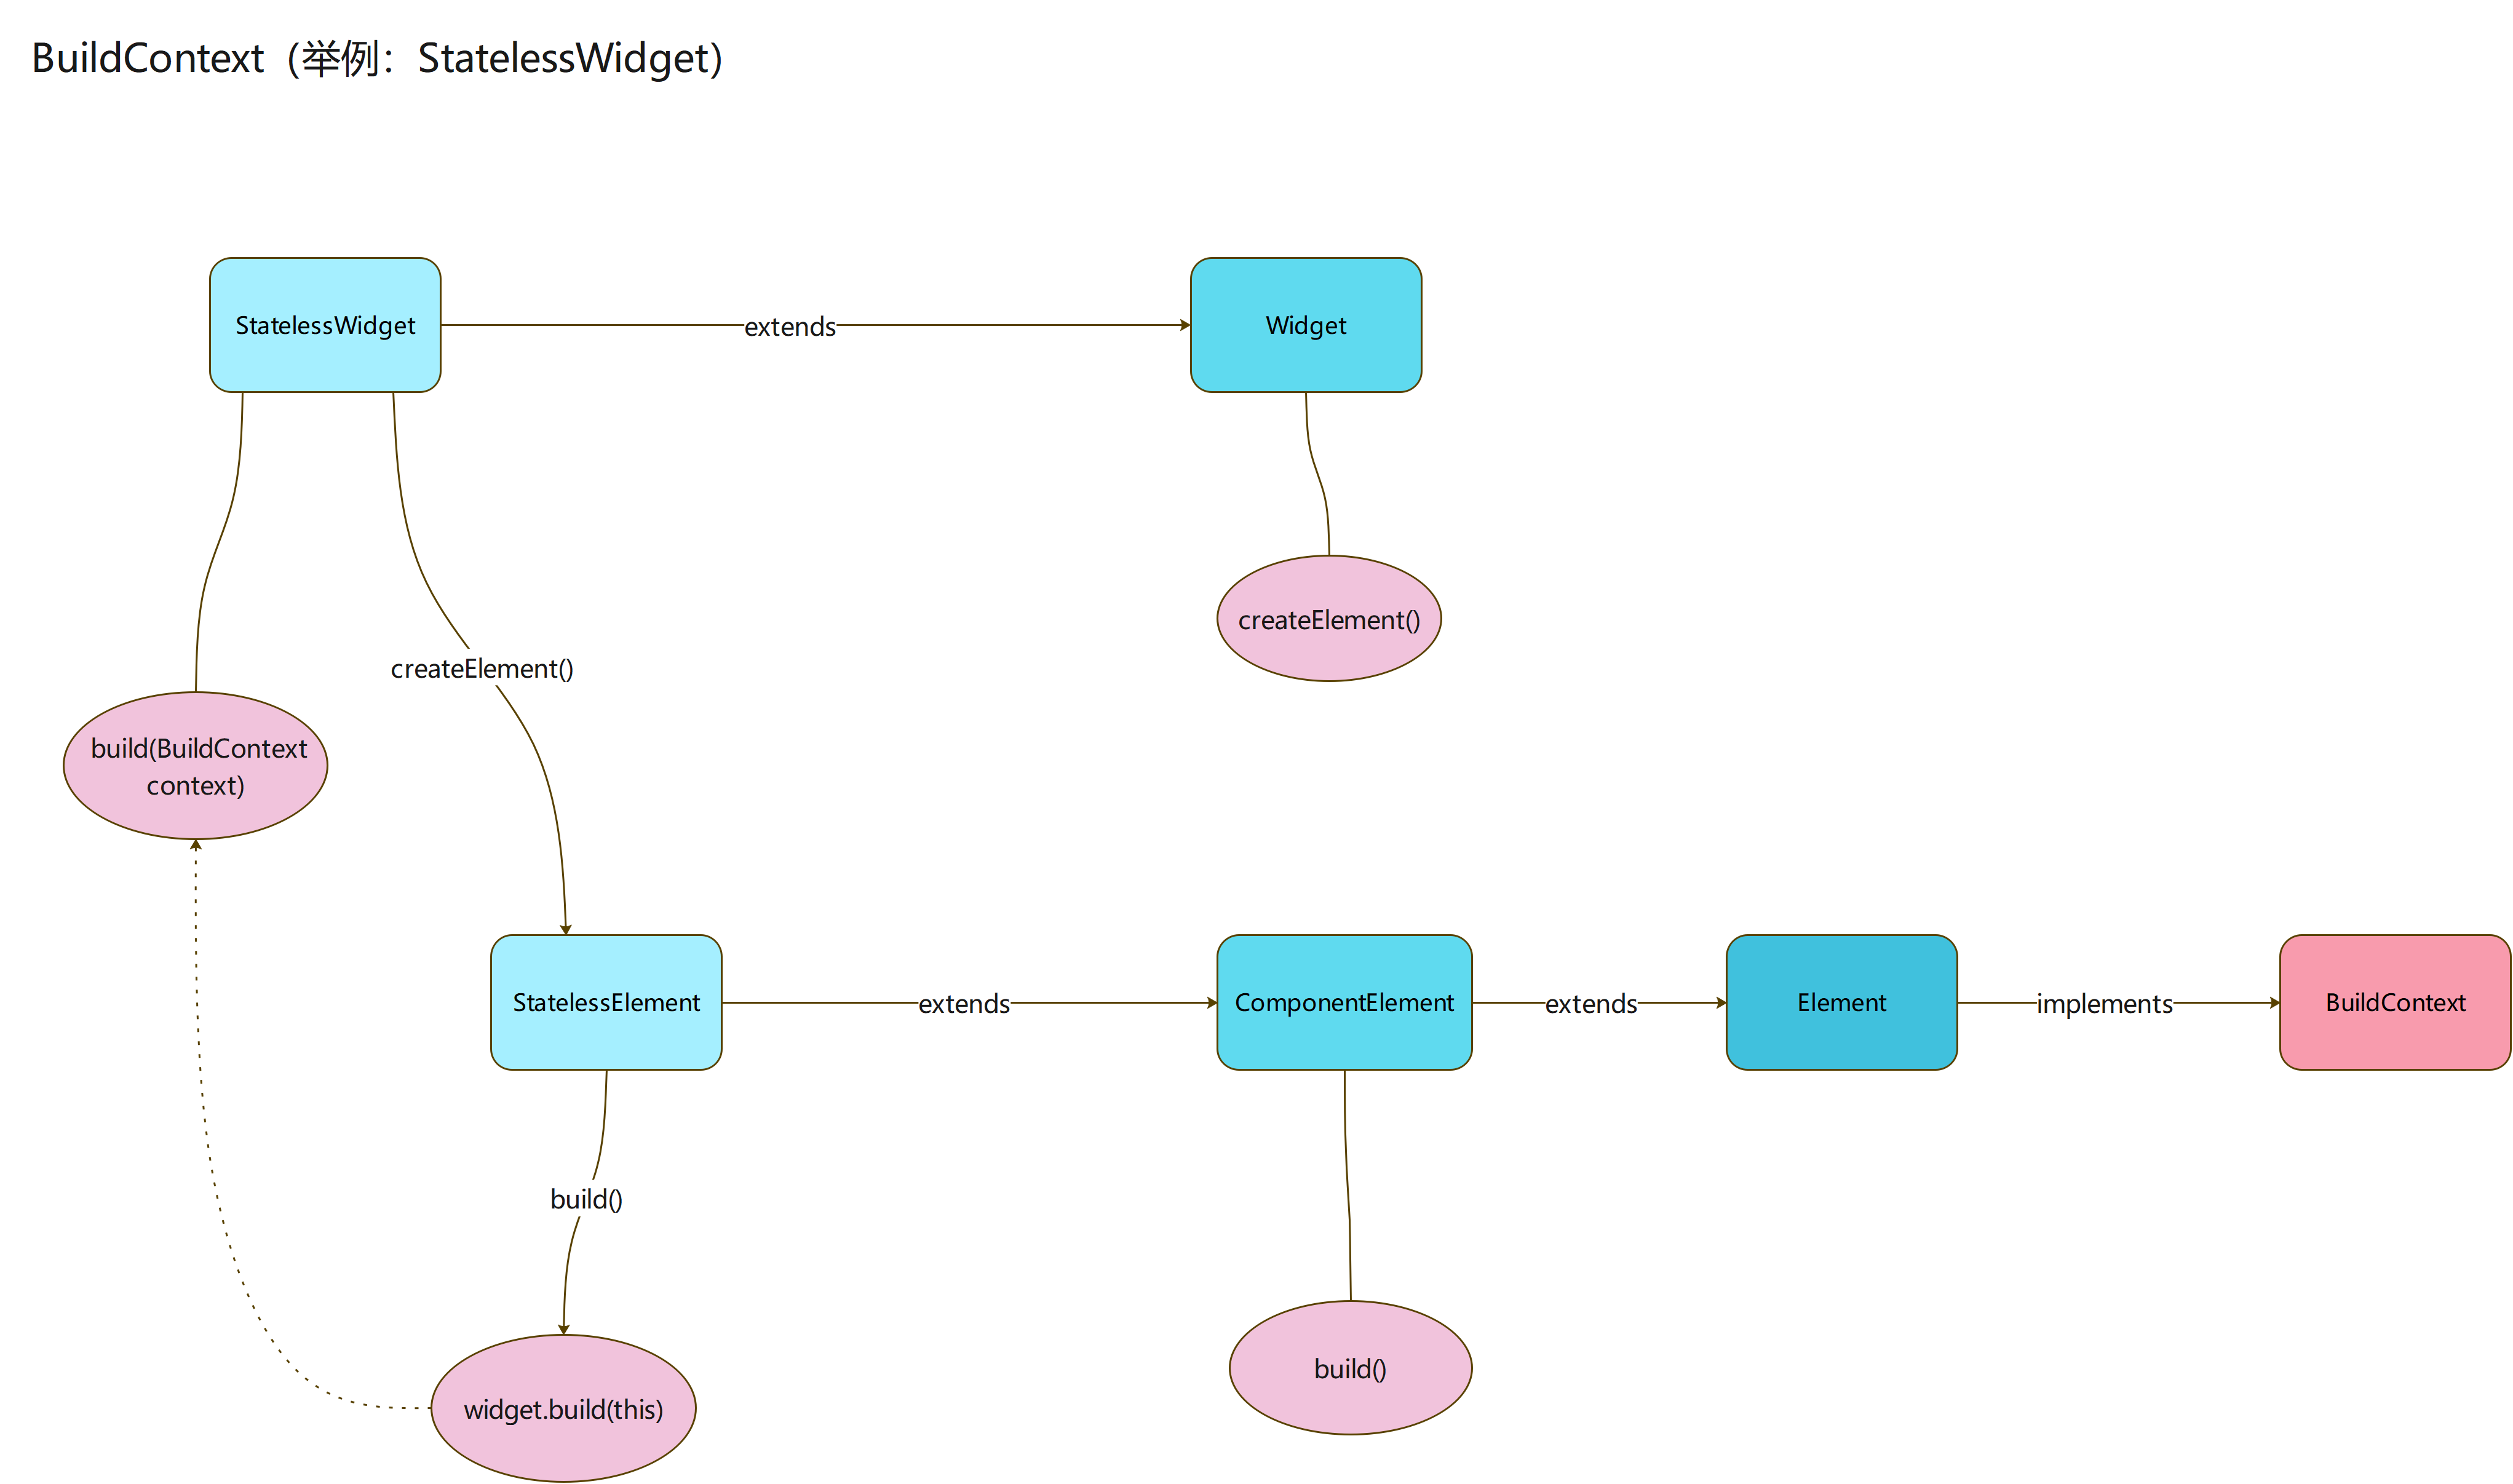 BuildContext（举例：StatelessWidget）
StatelessWidget
extends
Widget
createElement()
createElement()
build(BuildContext
context)
StatelessElement
extends
ComponentElement
extends
Element
implements
BuildContext
build()
build()
widget.build(this)